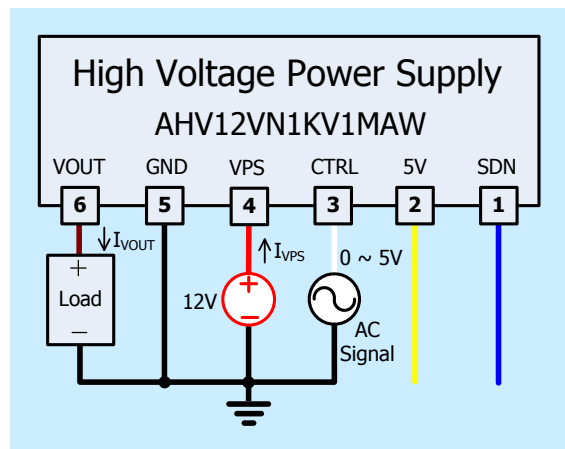 High Voltage Power Supply
AHV12VN1KV1MAW
VOUT GND VPS CTRL 5V SDN
6 5 4 3 2 1
+ IVOUT IVPS 0 ~ 5V
Load 12V + −
− AC
Signal